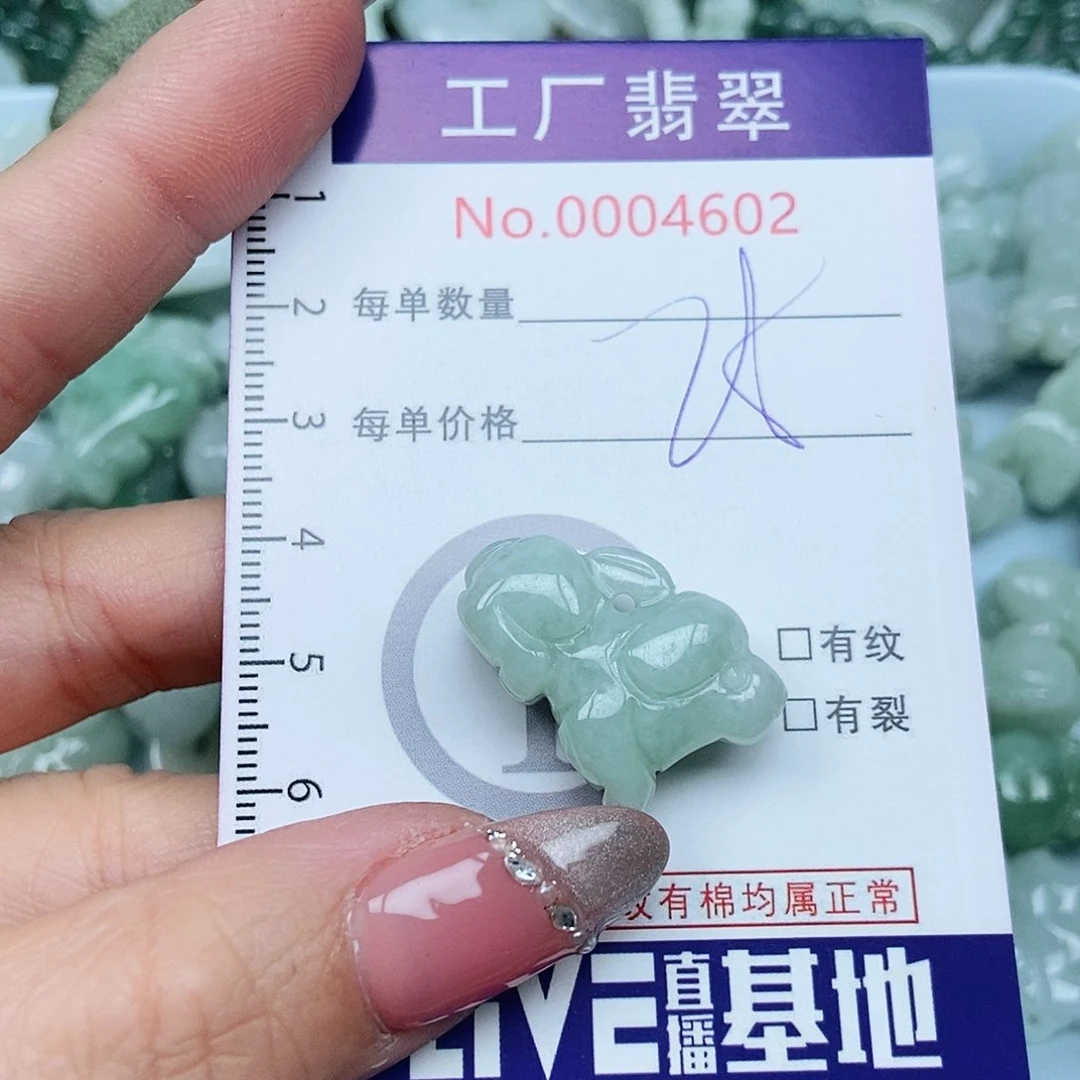 工厂翡翠
No.0004602
每单数量
每单价格
1
2
3
4
5
6
□有纹
□有裂
有棉均属正常
LIVE 直播基地